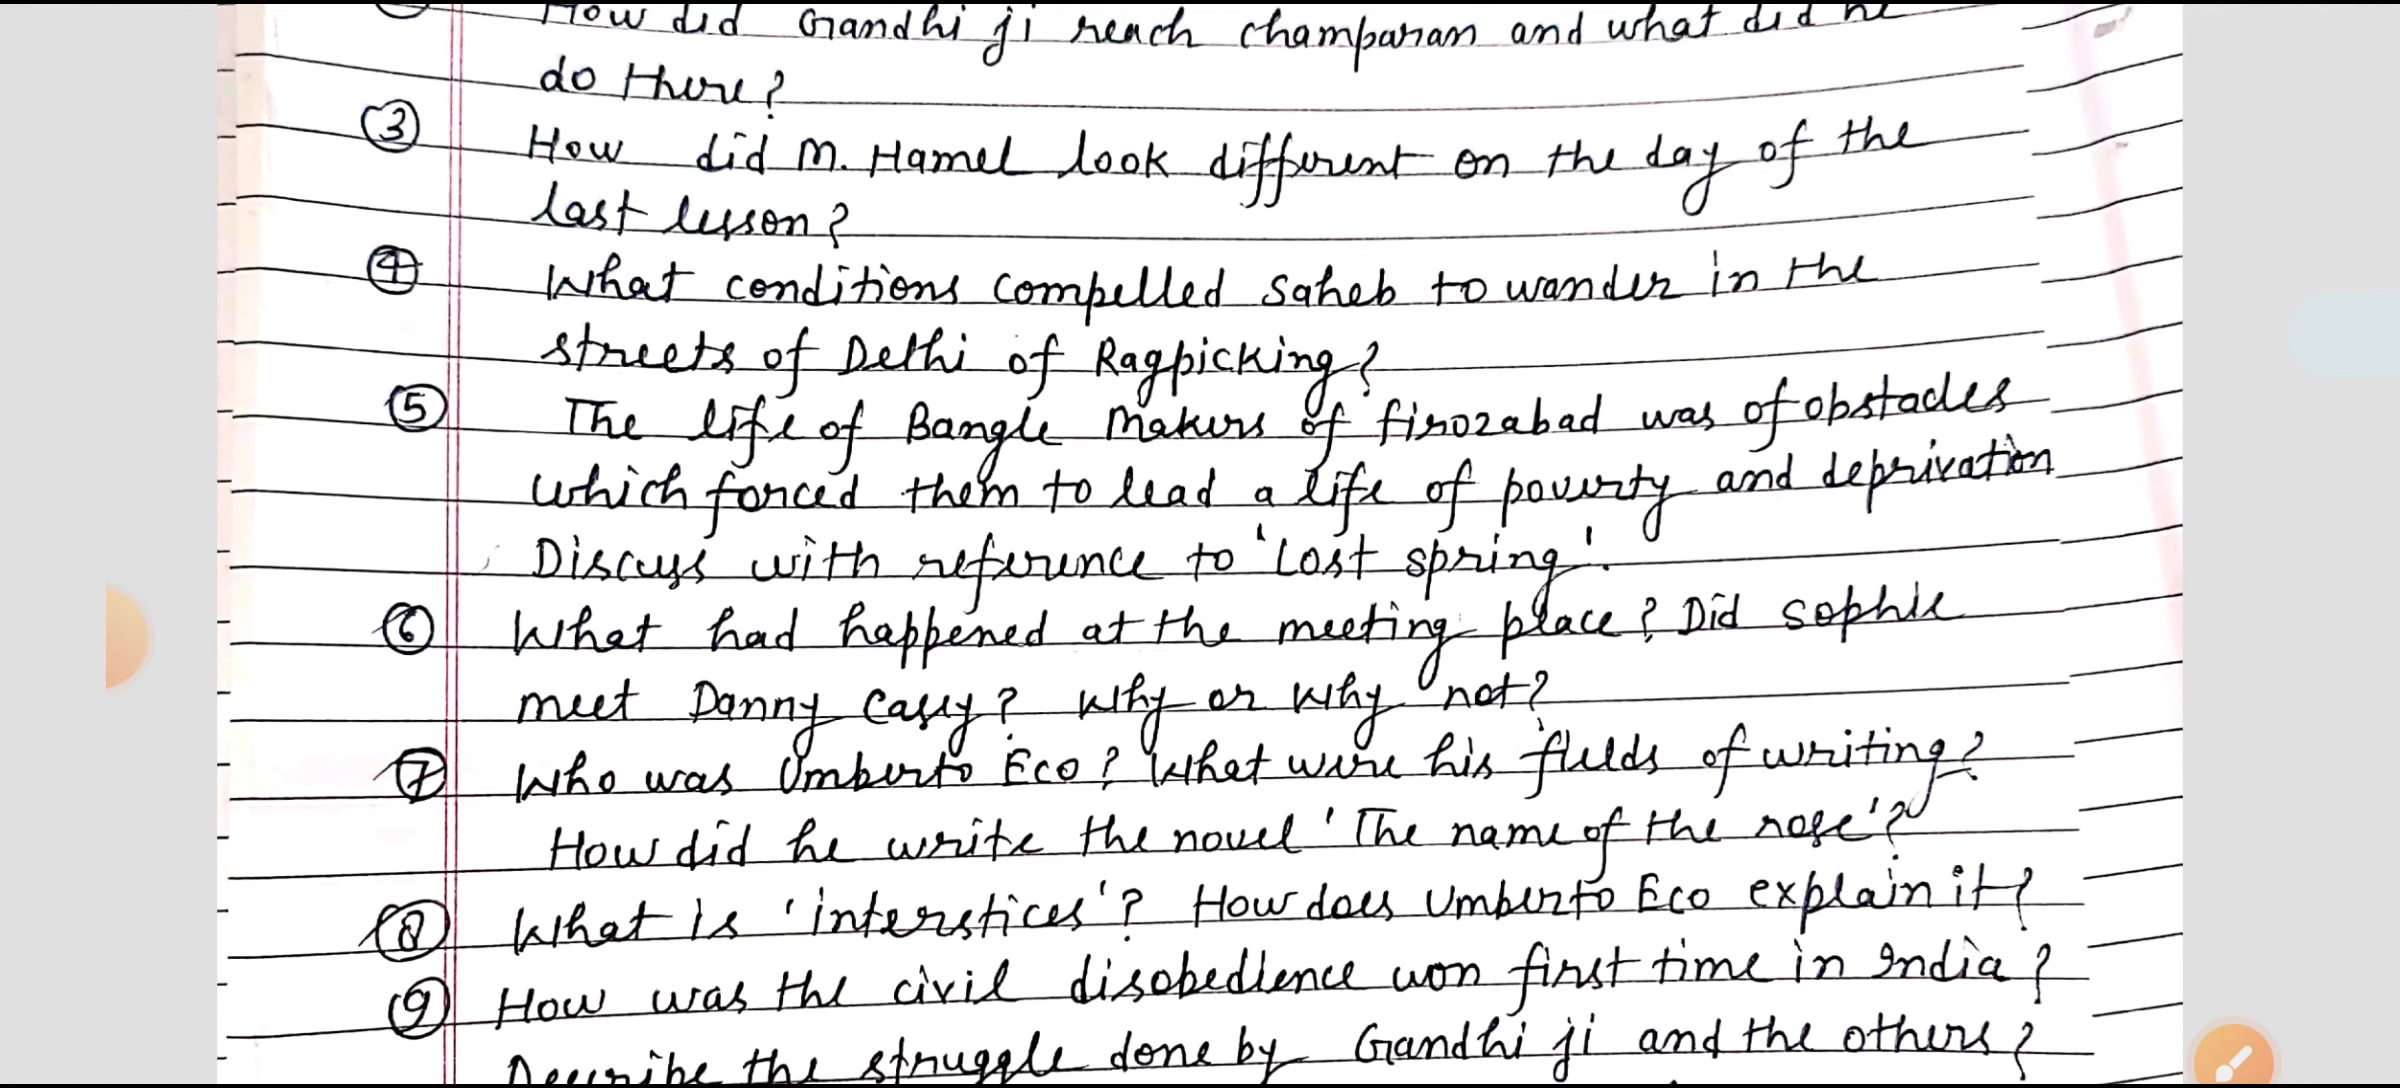 How did Gandhi ji reach champaran and what did he
do there?
③ How did M. Hamel look different on the day of the
last lesson?
④ What conditions compelled saheb to wander in the
streets of Delhi of Ragpicking?
⑤ The life of Bangle Makers of firozabad was of obstacles
which forced them to lead a life of poverty and deprivation
Discuss with reference to 'Lost spring'.
⑥ What had happened at the meeting place? Did sophie
meet Danny casey? Why or why not?
⑦ Who was Umberto Eco? What were his fields of writing?
How did he write the novel 'The name of the rose'?
⑧ What is 'interstices'? How does Umberto Eco explain it?
⑨ How was the civil disobedience won first time in India?
Describe the struggle done by Gandhi ji and the others?